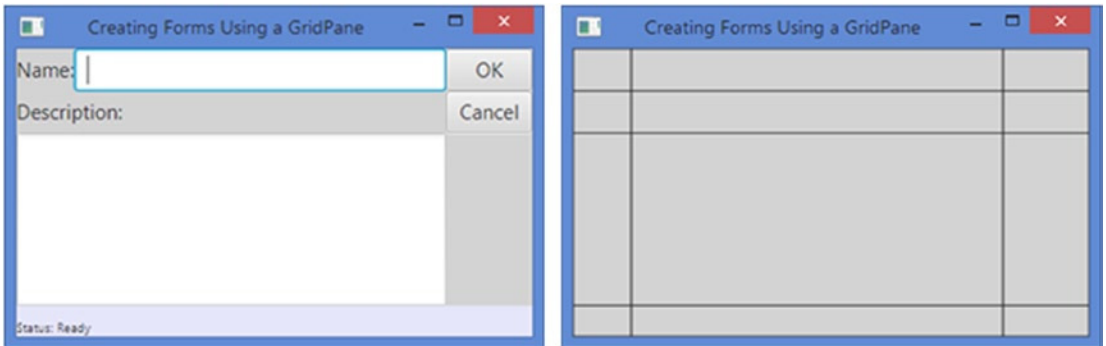 Creating Forms Using a GridPane
Name:
OK
Description:
Cancel
Status: Ready
Creating Forms Using a GridPane